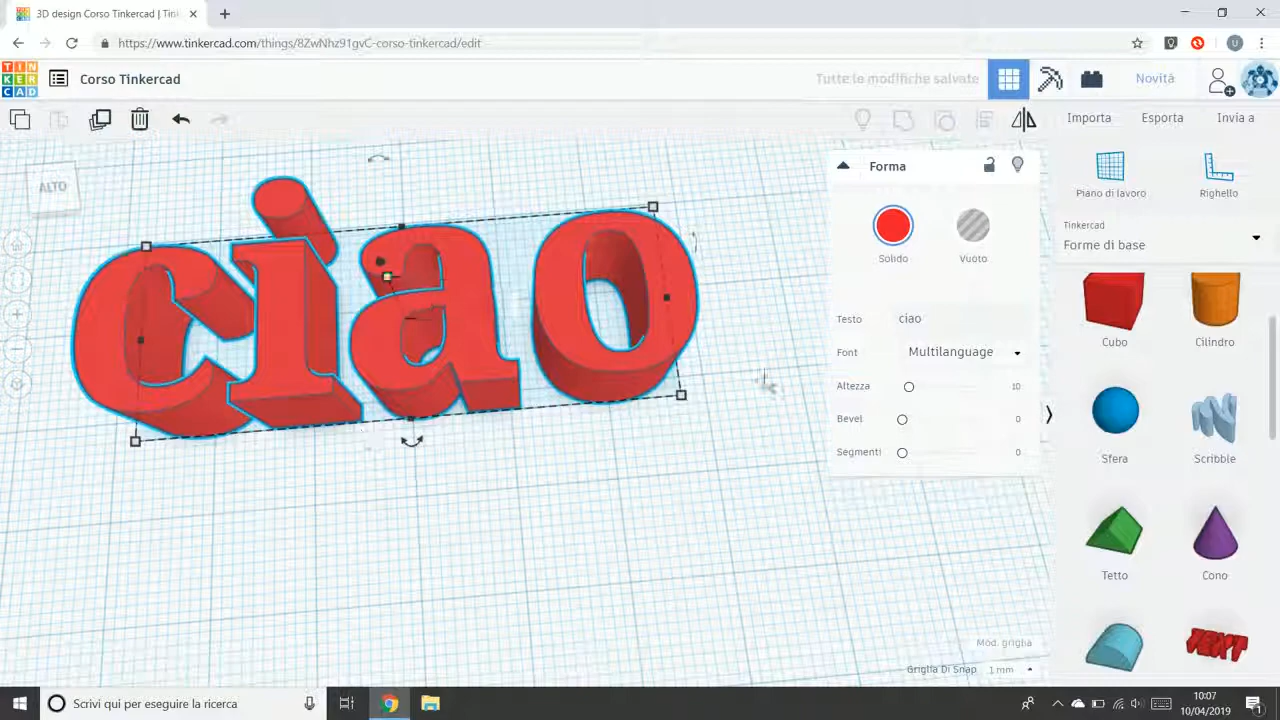 3D design Corso Tinkercad | Tin
https://www.tinkercad.com/things/8ZwNhz91gvC-corso-tinkercad/edit
U
TIN
KER
CAD
Corso Tinkercad
Tutte le modifiche salvate
Novità
Importa
Esporta
Invia a
ALTO
ciao
Forma
Solido
Vuoto
Testo
ciao
Font
Multilanguage
Altezza
10
Bevel
0
Segmenti
0
Piano di lavoro
Righello
Tinkercad
Forme di base
Cubo
Cilindro
Sfera
Scribble
Tetto
Cono
TEXT
Mod. griglia
Griglia Di Snap
1 mm
Scrivi qui per eseguire la ricerca
10:07
10/04/2019
1